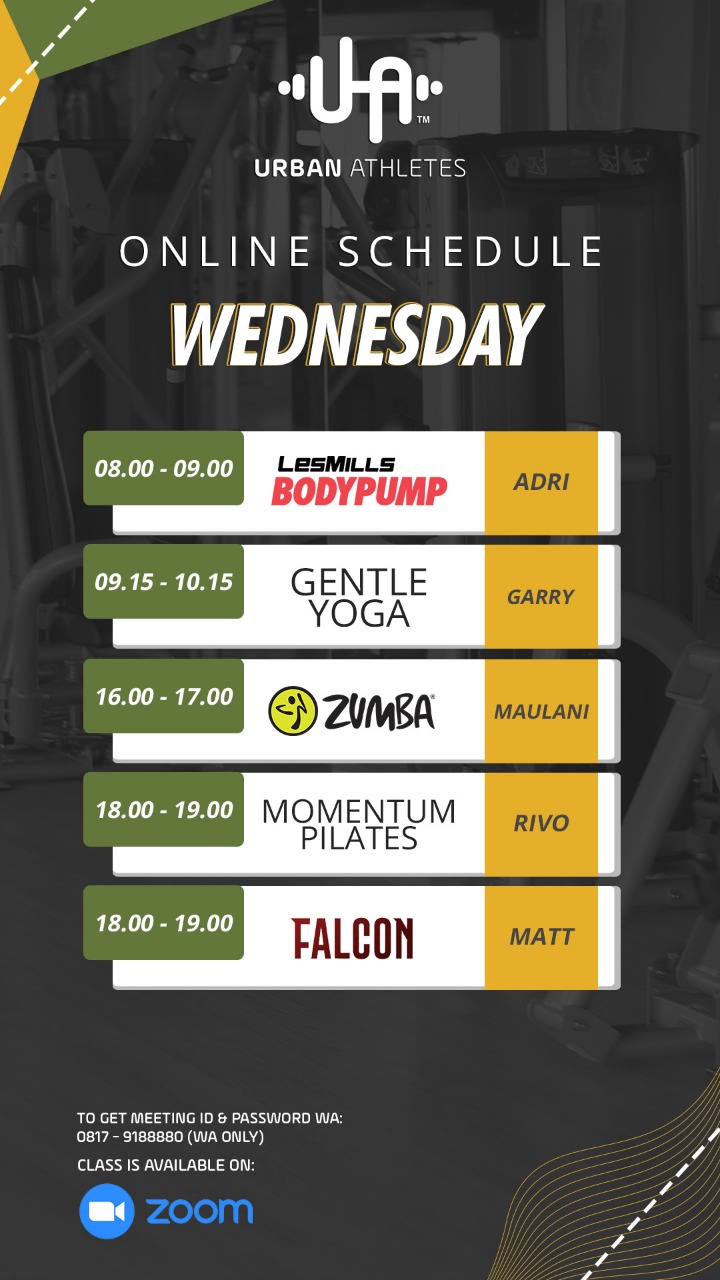 UA
TM
URBAN ATHLETES
ONLINE SCHEDULE
WEDNESDAY
08.00 - 09.00
LesMILLS
BODYPUMP
ADRI
09.15 - 10.15
GENTLE
YOGA
GARRY
16.00 - 17.00
ZUMBA®
MAULANI
18.00 - 19.00
MOMENTUM
PILATES
RIVO
18.00 - 19.00
FALCON
MATT
TO GET MEETING ID & PASSWORD WA:
0817 - 9188880 (WA ONLY)
CLASS IS AVAILABLE ON:
zoom